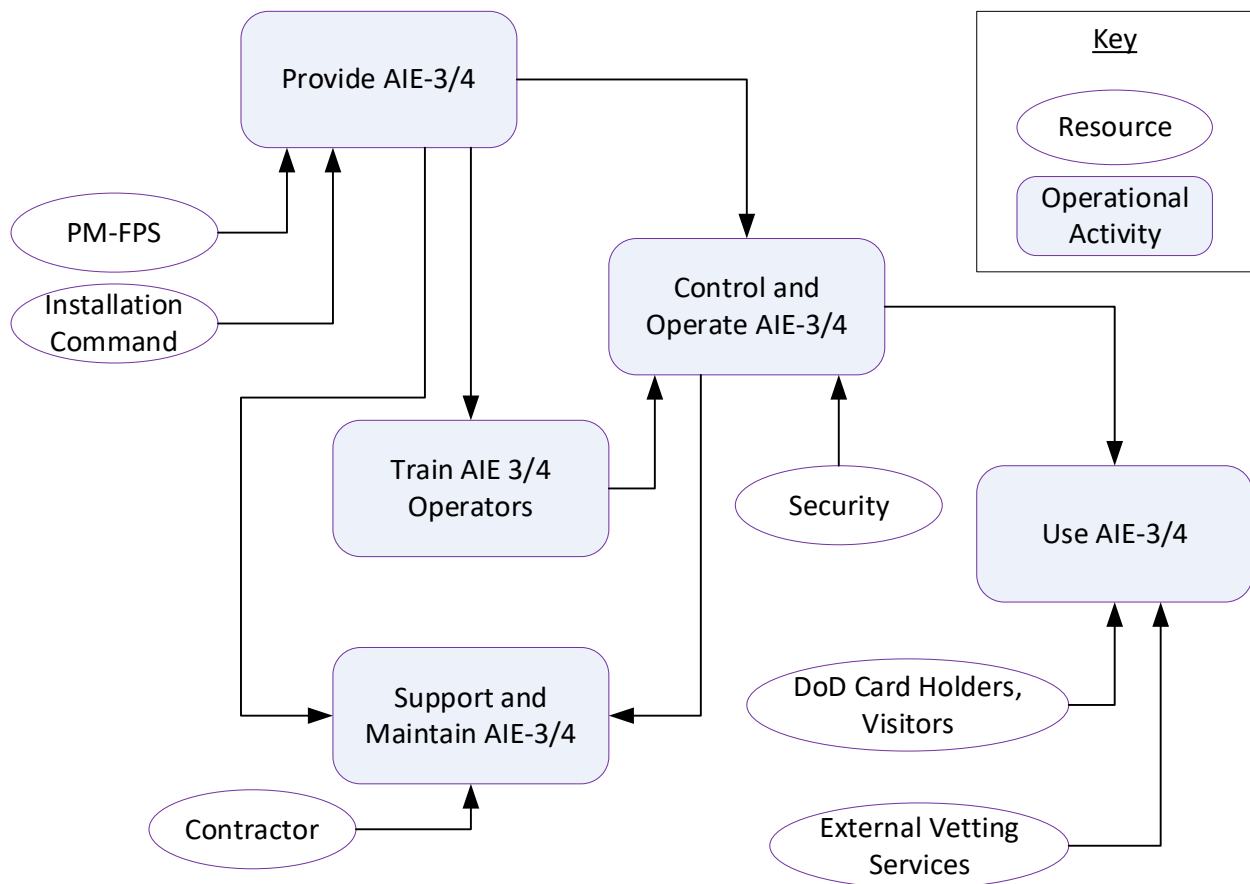 Provide AIE-3/4
Key
Resource
Operational
Activity
PM-FPS
Installation
Command
Control and
Operate AIE-3/4
Train AIE 3/4
Operators
Security
Use AIE-3/4
Support and
Maintain AIE-3/4
DoD Card Holders,
Visitors
Contractor
External Vetting
Services